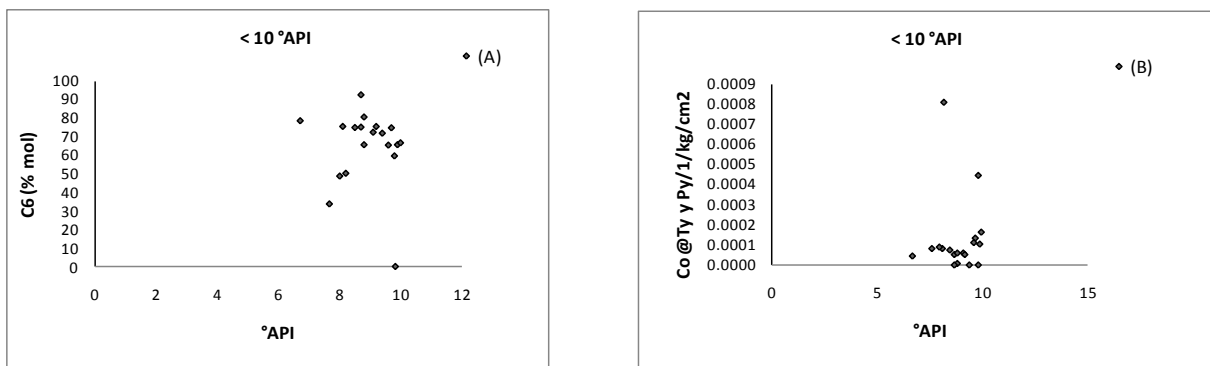 < 10 °API
(A)
C6 (% mol)
100
90
80
70
60
50
40
30
20
10
0
0 2 4 6 8 10 12
°API
< 10 °API
(B)
Co@Ty y Py/1/kg/cm2
0.0009
0.0008
0.0007
0.0006
0.0005
0.0004
0.0003
0.0002
0.0001
0.0000
0 5 10 15
°API